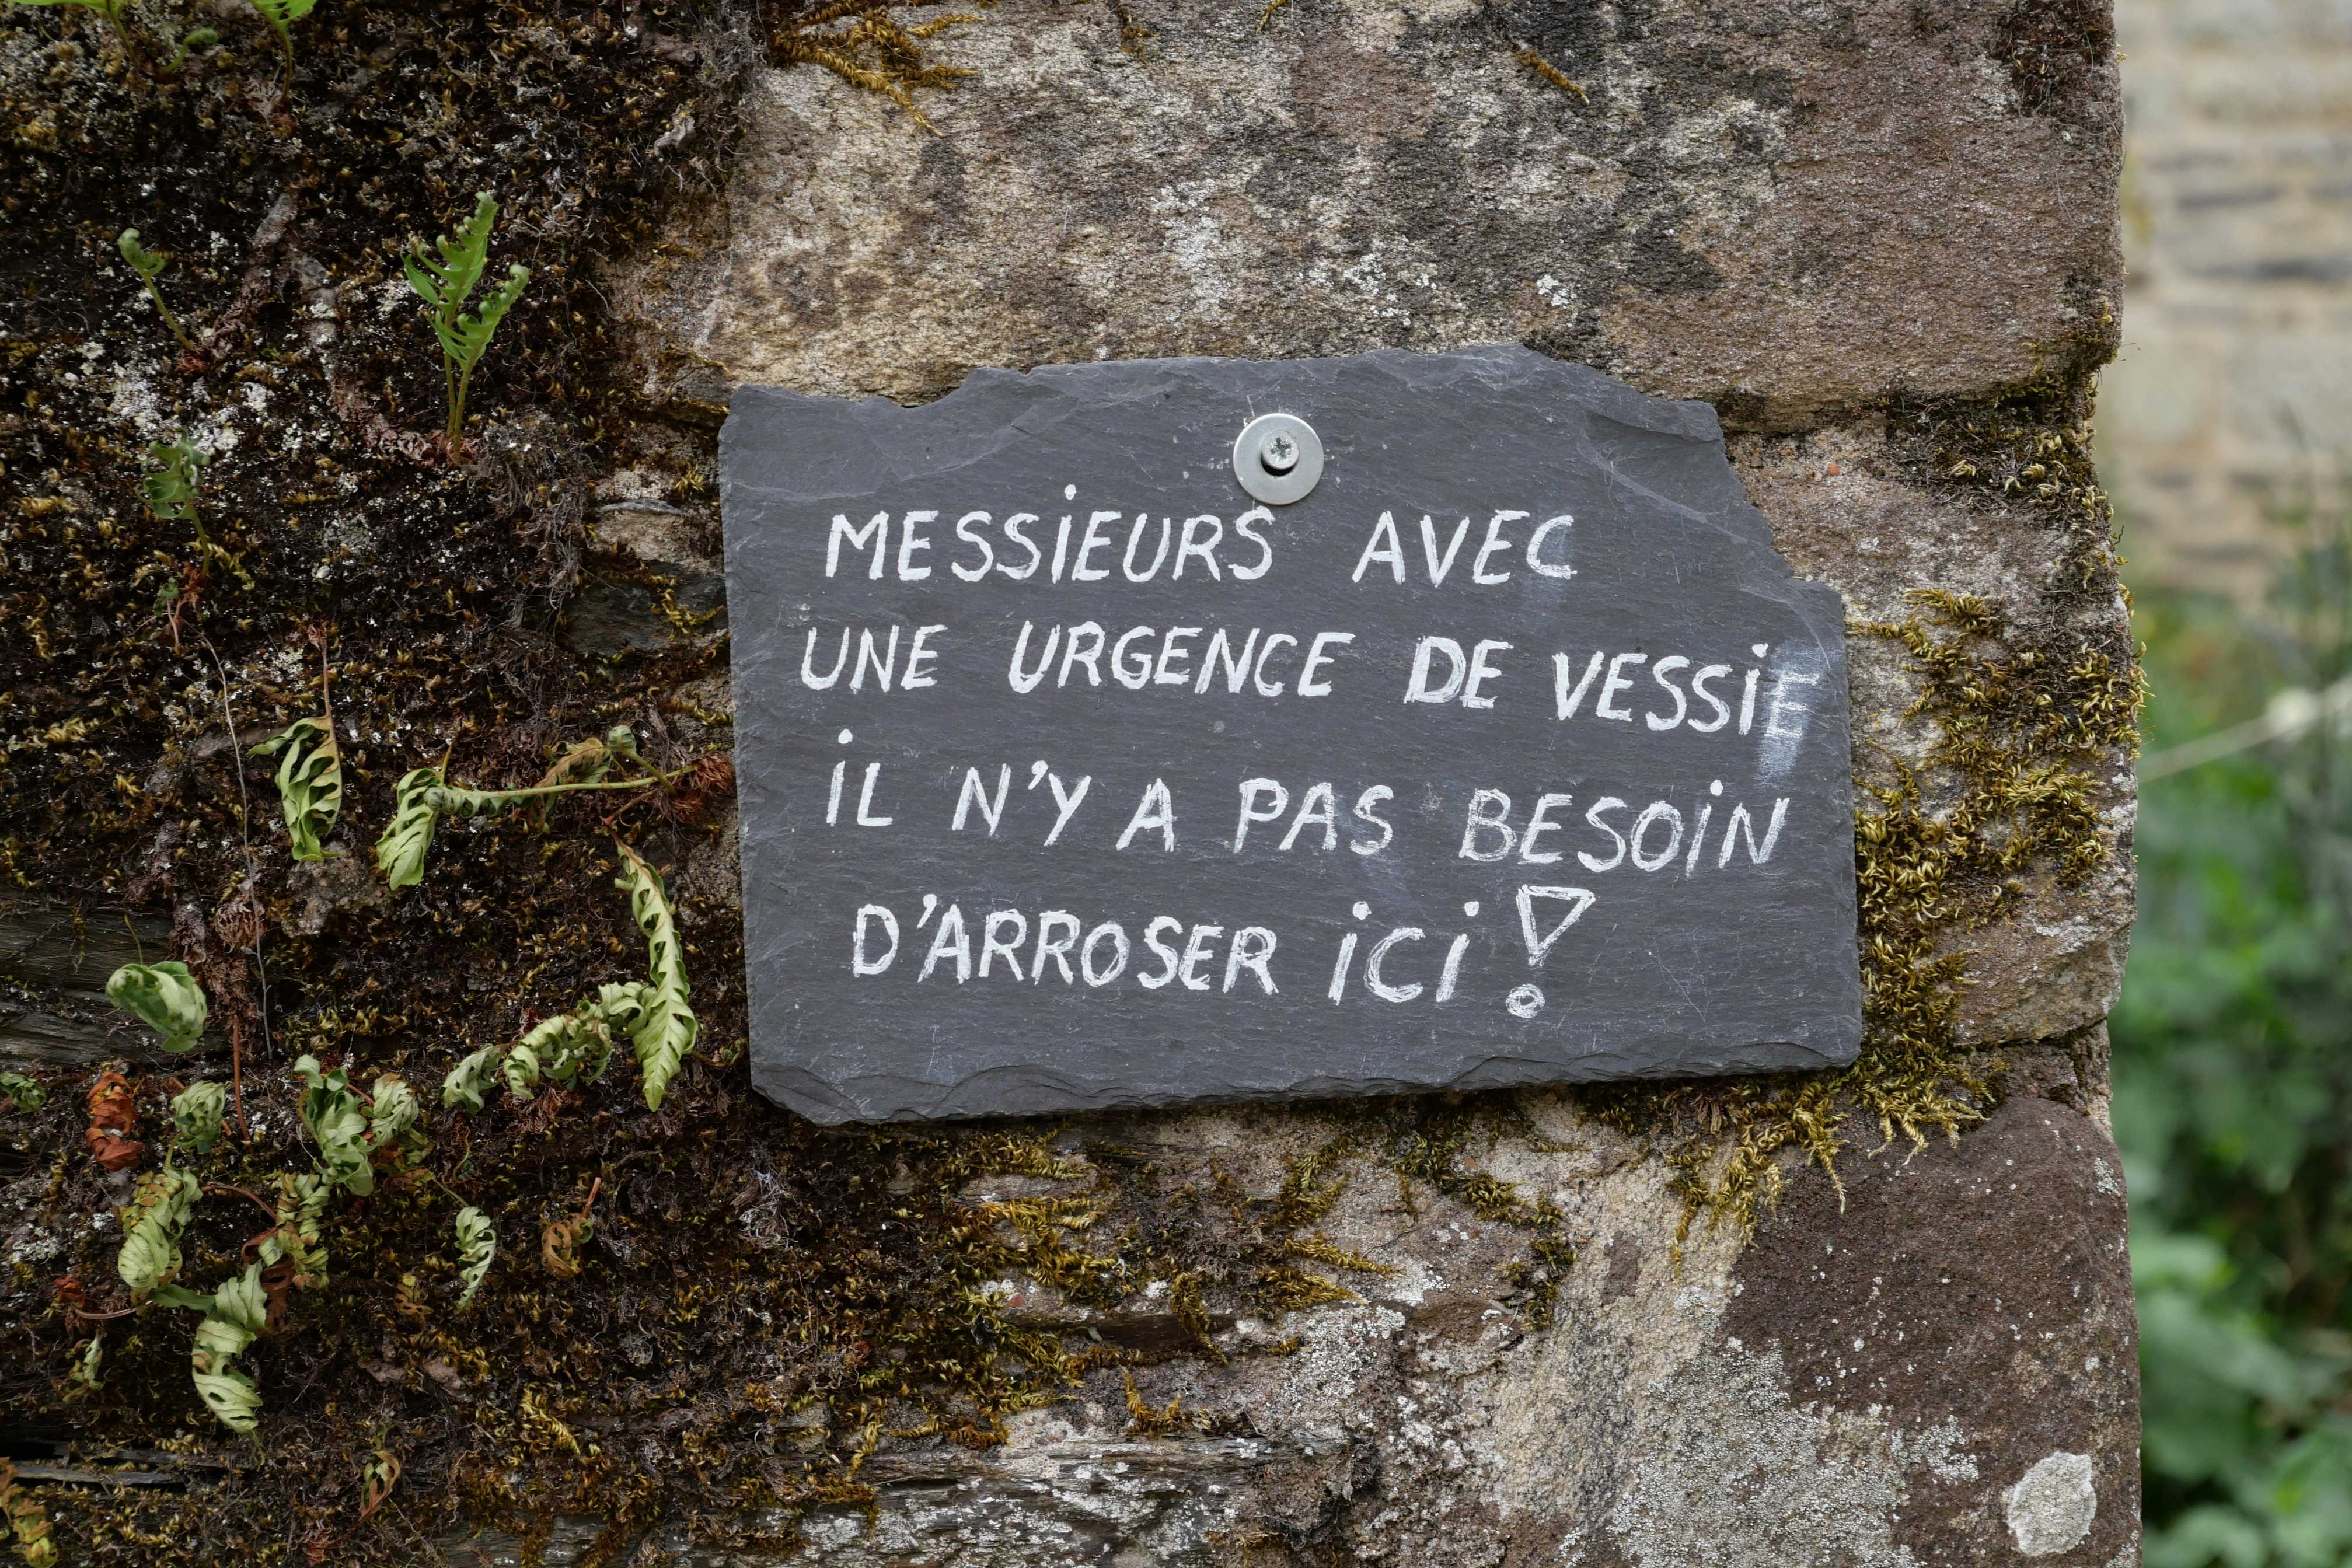 MESSIEURS AVEC
UNE URGENCE DE VESSIE
IL N'Y A PAS BESOIN
D'ARROSER ICI !